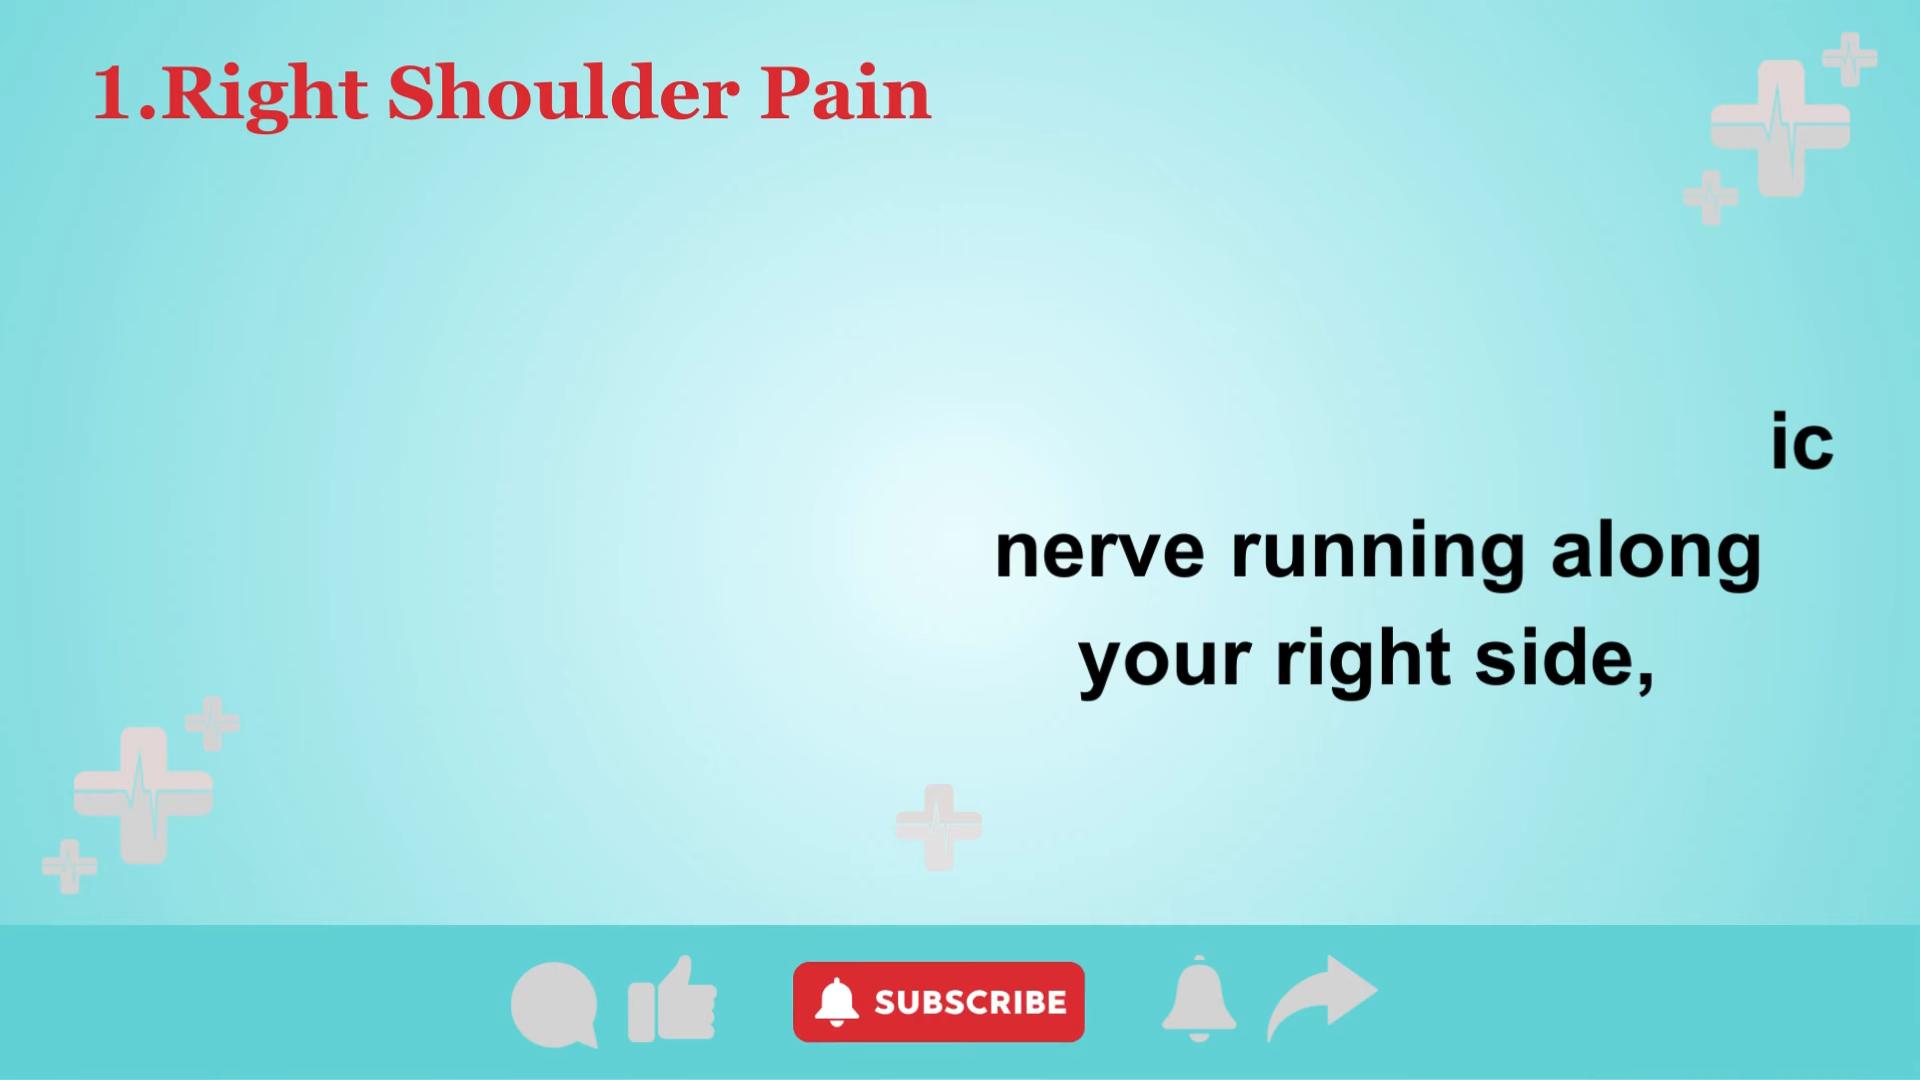 1.Right Shoulder Pain
ic
nerve running along
your right side,
SUBSCRIBE